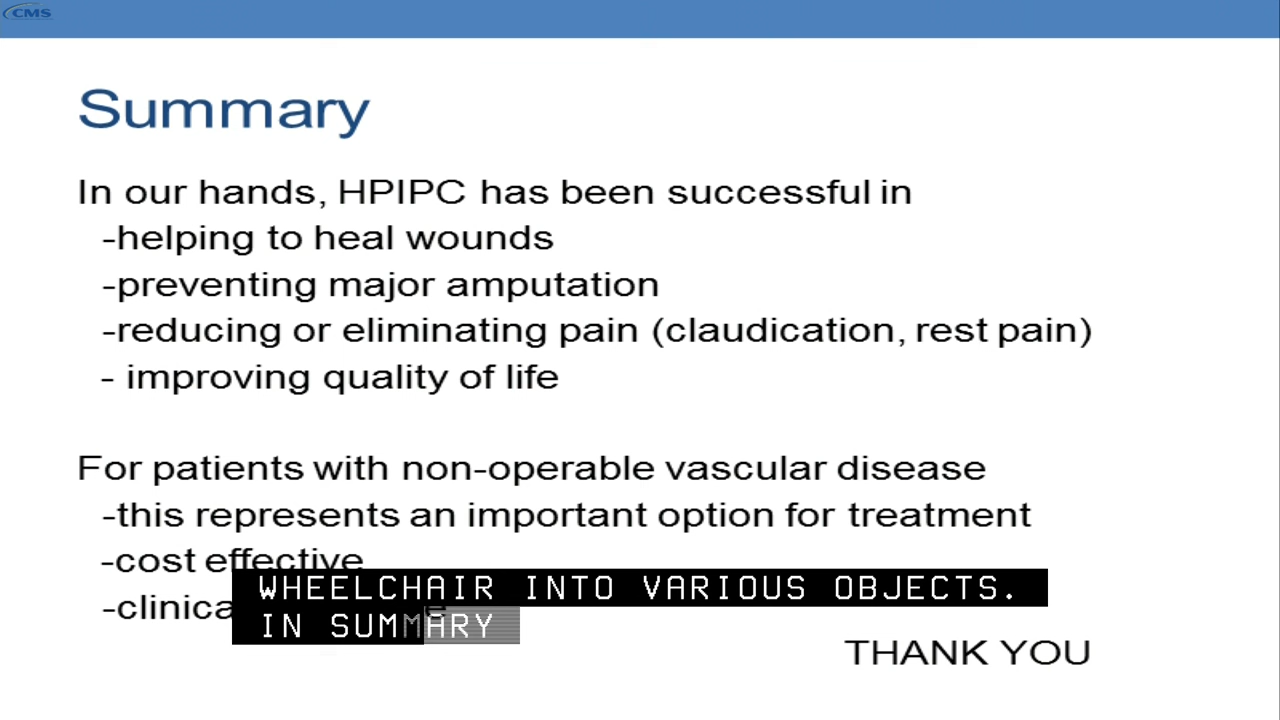 CMS
Summary
In our hands, HPIPC has been successful in
-helping to heal wounds
-preventing major amputation
-reducing or eliminating pain (claudication, rest pain)
- improving quality of life
For patients with non-operable vascular disease
-this represents an important option for treatment
-cost effective
WHEELCHAIR INTO VARIOUS OBJECTS.
IN SUMMARY
THANK YOU